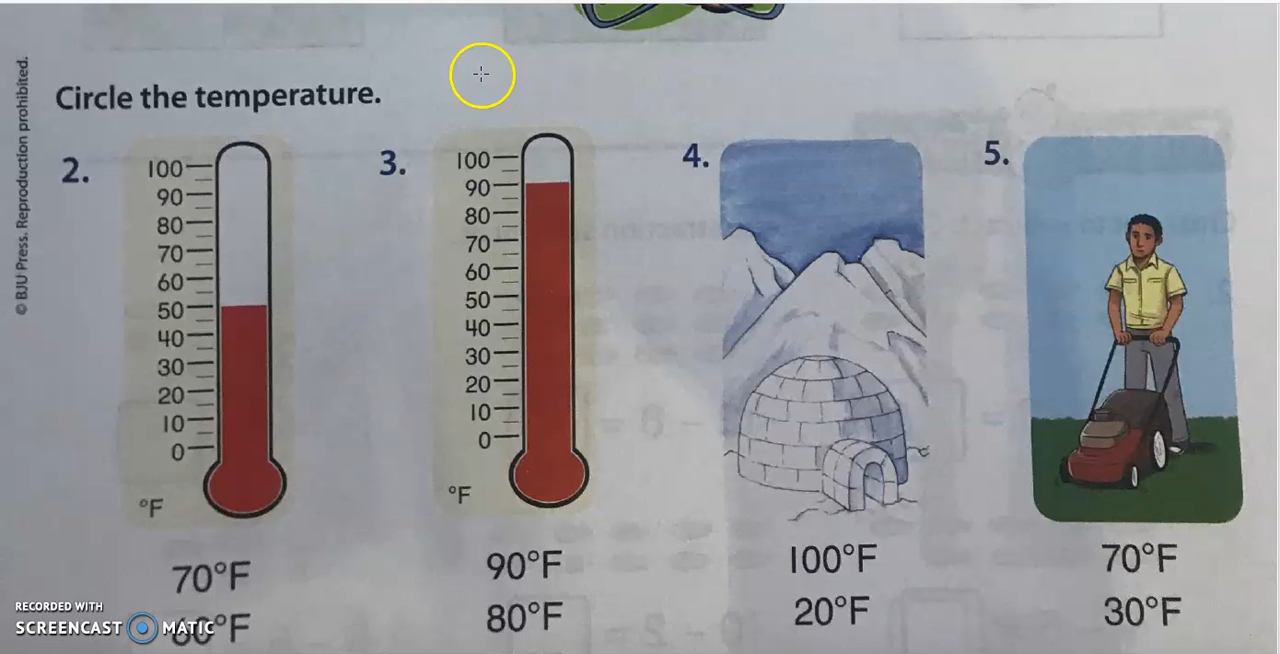 © BJU Press. Reproduction prohibited.
Circle the temperature.
2.
100
90
80
70
60
50
40
30
20
10
0
°F
70°F
3.
100
90
80
70
60
50
40
30
20
10
0
°F
90°F
80°F
4.
100°F
20°F
5.
70°F
30°F
RECORDED WITH
SCREENCAST MATIC